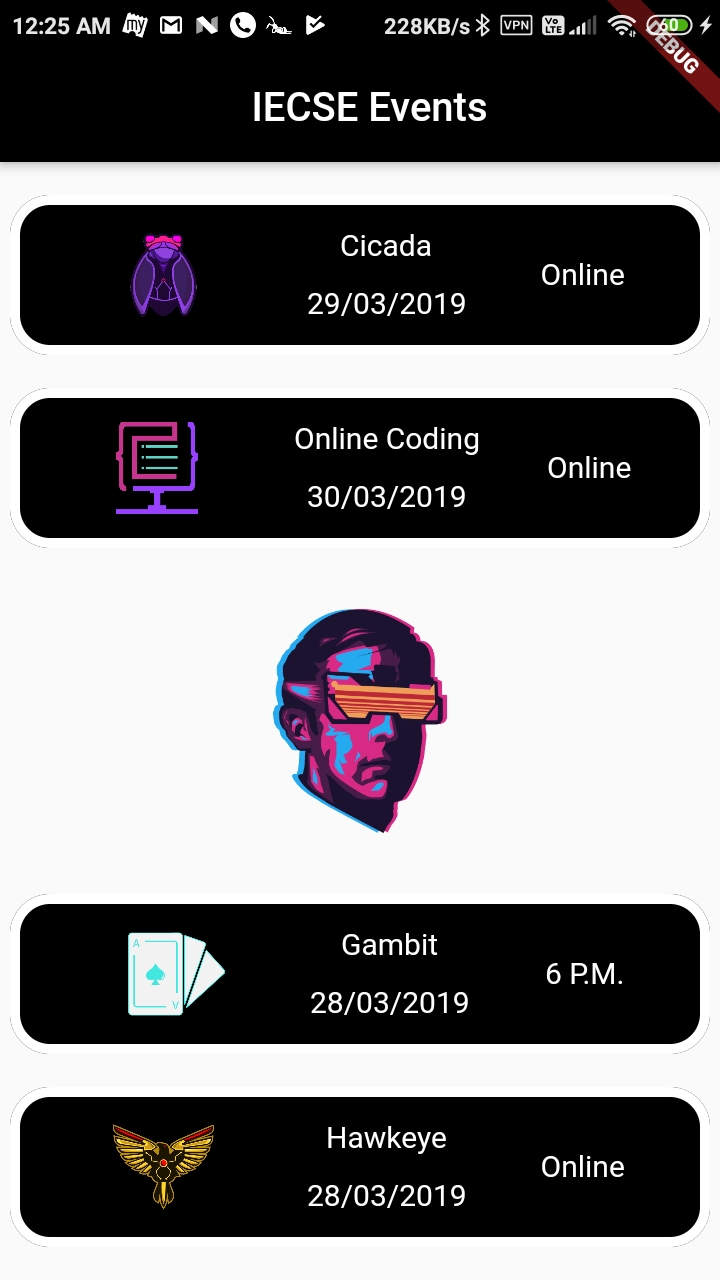 12:25 AM my 228KB/s VPN Vo LTE 60
DEBUG
IECSE Events
Cicada
29/03/2019
Online
Online Coding
30/03/2019
Online
A
A
Gambit
28/03/2019
6 P.M.
Hawkeye
28/03/2019
Online